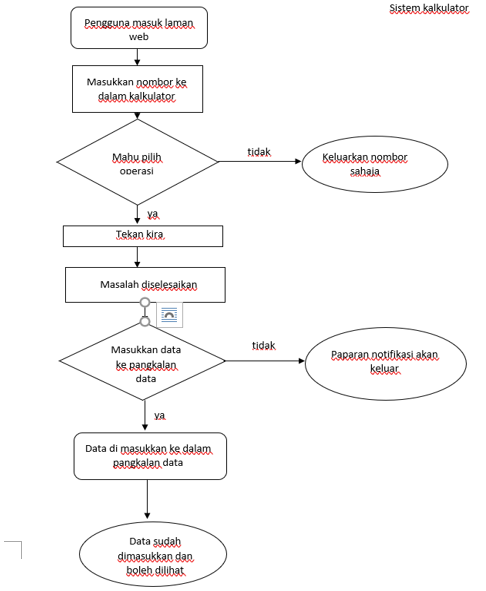 Sistem kalkulator
Pengguna masuk laman
web
Masukkan nombor ke
dalam kalkulator
Mahu pilih
operasi
tidak
Keluarkan nombor
sahaja
ya
Tekan kira
Masalah diselesaikan
Masukkan data
ke pangkalan
data
tidak
Paparan notifikasi akan
keluar
ya
Data di masukkan ke dalam
pangkalan data
Data sudah
dimasukkan dan
boleh dilihat